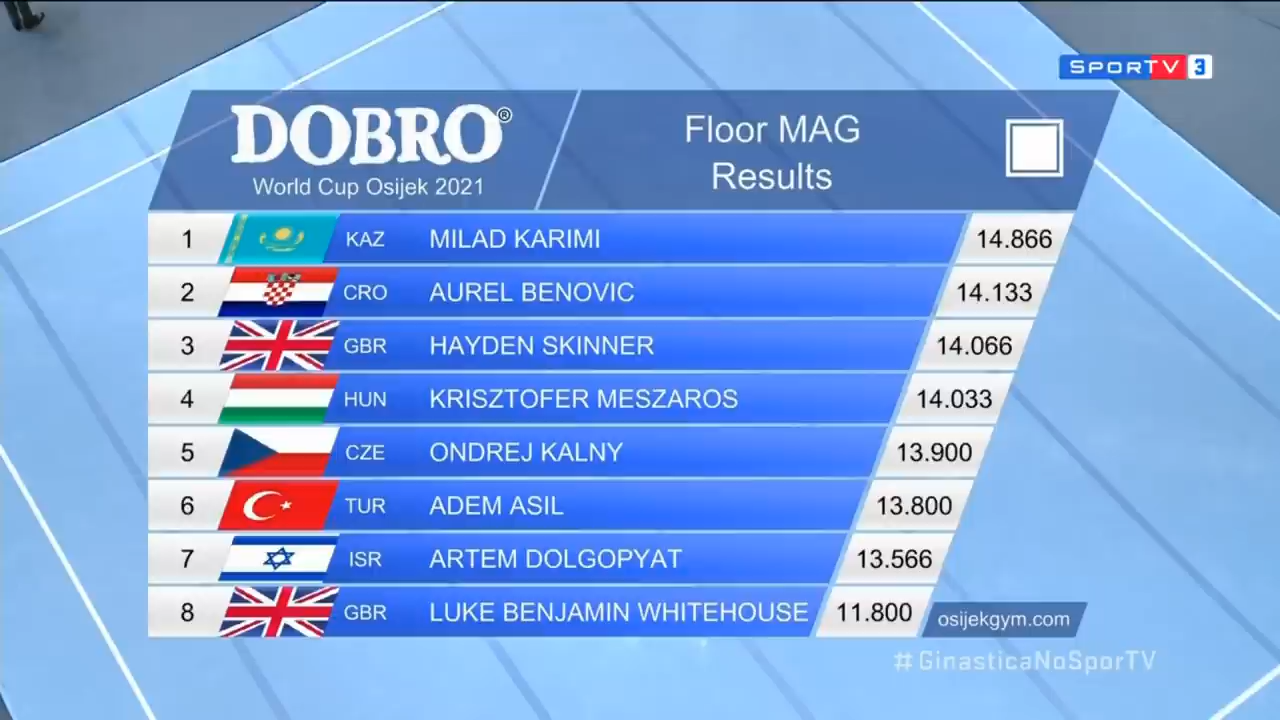 SPORTV 3
DOBRO®
World Cup Osijek 2021
Floor MAG
Results
1 KAZ MILAD KARIMI 14.866
2 CRO AUREL BENOVIC 14.133
3 GBR HAYDEN SKINNER 14.066
4 HUN KRISZTOFER MESZAROS 14.033
5 CZE ONDREJ KALNY 13.900
6 TUR ADEM ASIL 13.800
7 ISR ARTEM DOLGOPYAT 13.566
8 GBR LUKE BENJAMIN WHITEHOUSE 11.800
osijekgym.com
#GinasticaNoSporTV